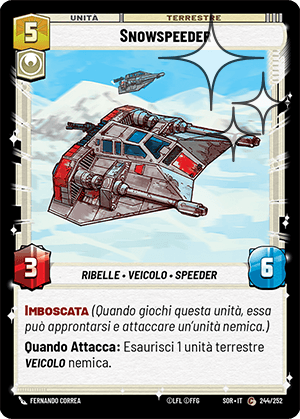 5
UNITÀ
TERRESTRE
SNOWSPEEDER
3
6
RIBELLE • VEICOLO • SPEEDER
IMBOSCATA (Quando giochi questa unità, essa
può approntarsi e attaccare un'unità nemica.)
Quando Attacca: Esaurisci 1 unità terrestre
VEICOLO nemica.
FERNANDO CORREA
©LFL ©FFG
SOR • IT
C
244/252